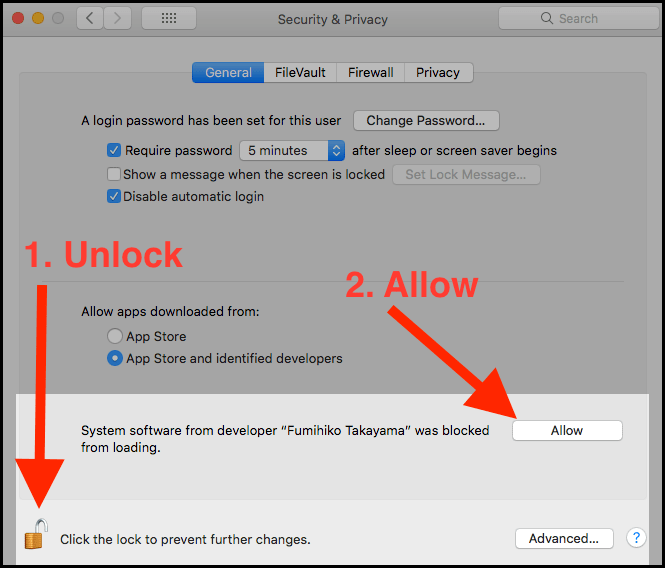 Security & Privacy
Search
General
FileVault
Firewall
Privacy
A login password has been set for this user
Change Password...
Require password
5 minutes
after sleep or screen saver begins
Show a message when the screen is locked
Set Lock Message...
Disable automatic login
1. Unlock
2. Allow
Allow apps downloaded from:
App Store
App Store and identified developers
System software from developer “Fumihiko Takayama” was blocked
from loading.
Allow
Click the lock to prevent further changes.
Advanced...
?